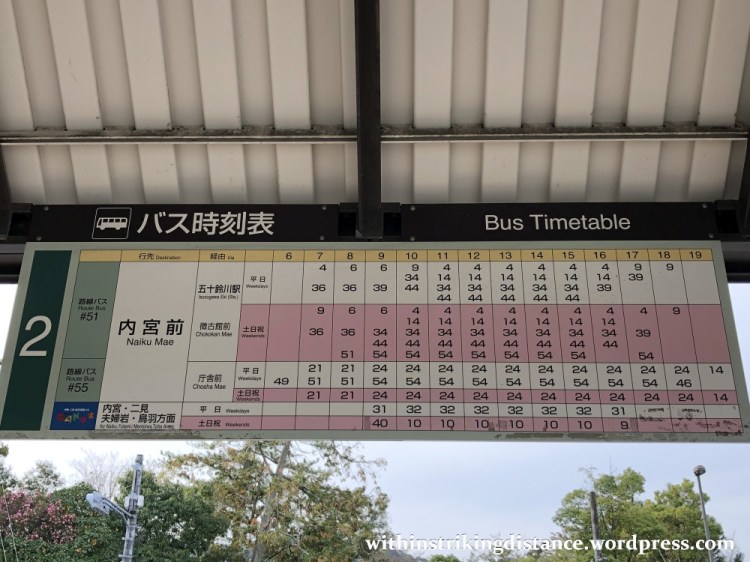 バス時刻表 Bus Timetable
行先 Destination 経由 Via 6 7 8 9 10 11 12 13 14 15 16 17 18 19
2
路線バス
Route Bus
#51
内宮前
Naiku Mae
五十鈴川駅
Isuzugawa Eki (Sta.)
平日
Weekdays
4 6 6 9 4 4 4 4 4 4 9 9
34 14 14 14 14 14 14
36 36 39 34 34 34 34 34 34 39 39
44 44 44 44 44 44
徴古館前
Chokokan Mae
土日祝
Weekends
9 6 6 4 4 4 4 4 4 4 4 9
14 14 14 14 14 14 14
36 36 34 34 34 34 34 34 34 34 39
44 44 44 44 44 44 44 44
51 54 54 54 54 54 54 54 54 54 54
路線バス
Route Bus
#55
庁舎前
Chosha Mae
平日
Weekdays
21 21 24 24 24 24 24 24 24 24 24 24 14
49 51 51 54 54 54 54 54 54 54 54 54 46
土日祝
Weekends
21 21 24 24 24 24 24 24 24 24 24 24 14
内宮・二見
夫婦岩・鳥羽方面
平日 Weekdays 31 32 32 32 32 32 32 31
土日祝 Weekends 40 10 10 10 10 10 10 9
withinstrikingdistance.wordpress.com